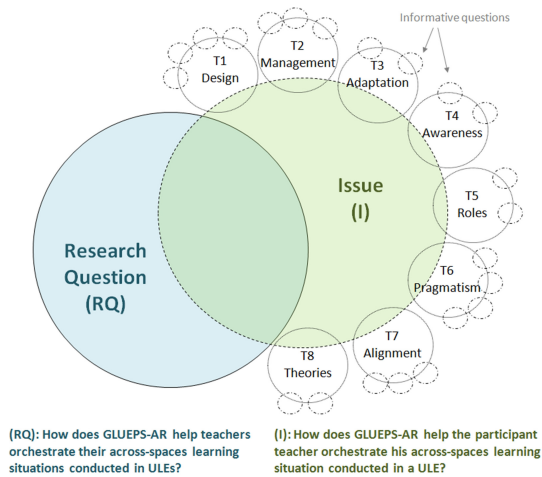 Informative questions
T1
Design
T2
Management
T3
Adaptation
T4
Awareness
T5
Roles
T6
Pragmatism
T7
Alignment
T8
Theories
Issue
(I)
Research
Question
(RQ)
(RQ): How does GLUEPS-AR help teachers
orchestrate their across-spaces learning
situations conducted in ULEs?
(I): How does GLUEPS-AR help the participant
teacher orchestrate his across-spaces learning
situation conducted in a ULE?